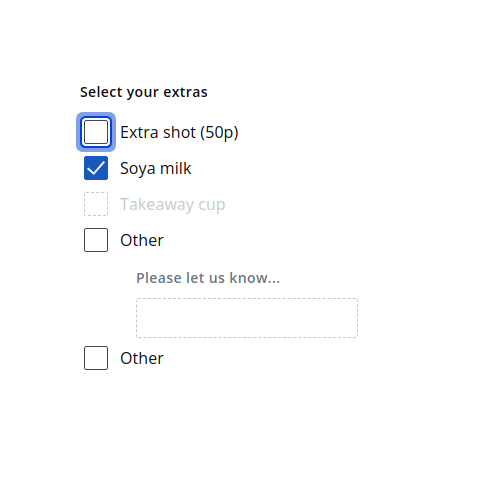 Select your extras
Extra shot (50p)
Soya milk
Takeaway cup
Other
Please let us know...
Other